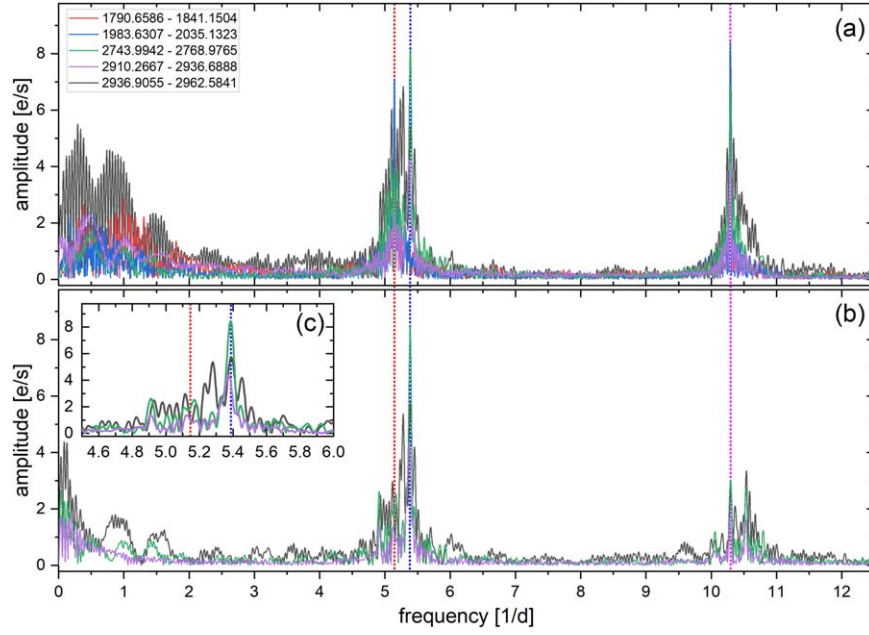 1790.6586 - 1841.1504
1983.6307 - 2035.1323
2743.9942 - 2768.9765
2910.2667 - 2936.6888
2936.9055 - 2962.5841
(a)
amplitude [e/s]
8
6
4
2
0
(b)
(c)
amplitude [e/s]
8
6
4
2
0
8
6
4
2
0
4.6 4.8 5.0 5.2 5.4 5.6 5.8 6.0
0 1 2 3 4 5 6 7 8 9 10 11 12
frequency [1/d]